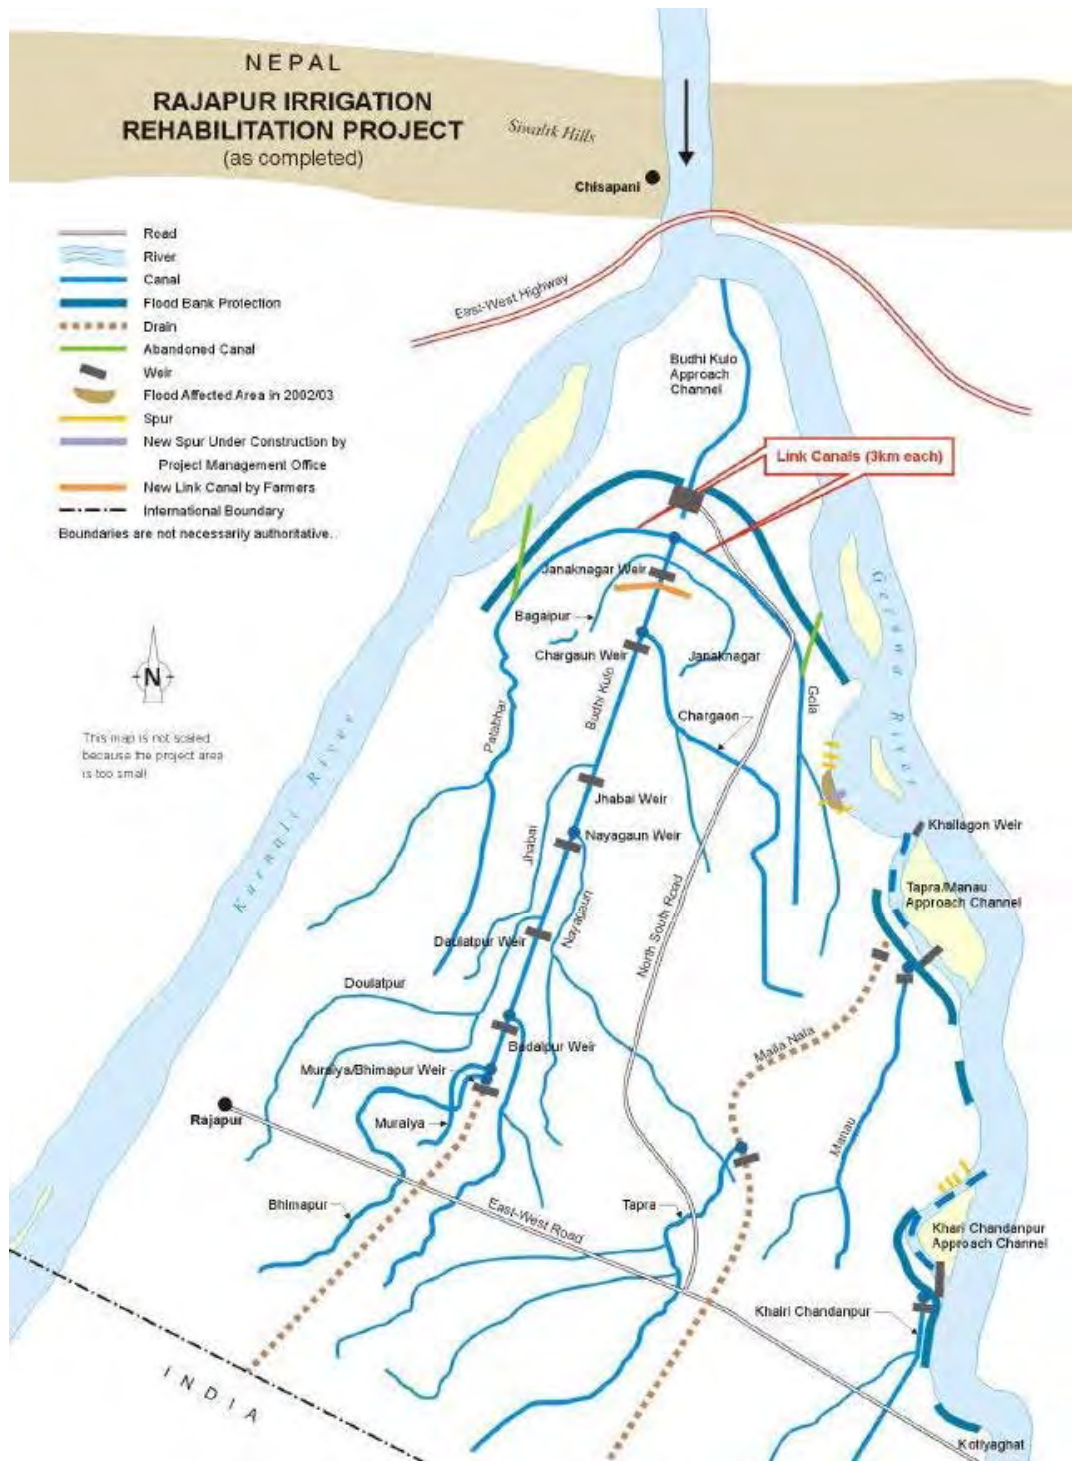 NEPAL
RAJAPUR IRRIGATION
REHABILITATION PROJECT
(as completed)
Siwalik Hills
Chisapani
Road
River
Canal
Flood Bank Protection
Drain
Abandoned Canal
Weir
Flood Affected Area in 2002/03
Spur
New Spur Under Construction by
Project Management Office
New Link Canal by Farmers
International Boundary
Boundaries are not necessarily authoritative.
East-West Highway
Budhi Kulo
Approach
Channel
Link Canals (3km each)
Janaknagar Weir
Bagaipur
Chargaun Weir
Janaknagar
Budhi Kulo
Patabhar
Chargaon
Gola
Geruwa River
N
This map is not scaled
because the project area
is too small
Karnali River
Jhabai Weir
Nayagaun Weir
Jhabai
Nayagaun
Khallagon Weir
Tapra/Manau
Approach Channel
Daulatpur Weir
North South Road
Doulatpur
Badalpur Weir
Maila Nala
Muraiya/Bhimapur Weir
Rajapur
Muraiya
Manau
Bhimapur
East-West Road
Tapra
Khari Chandanpur
Approach Channel
Khairi Chandanpur
INDIA
Kotiyaghat